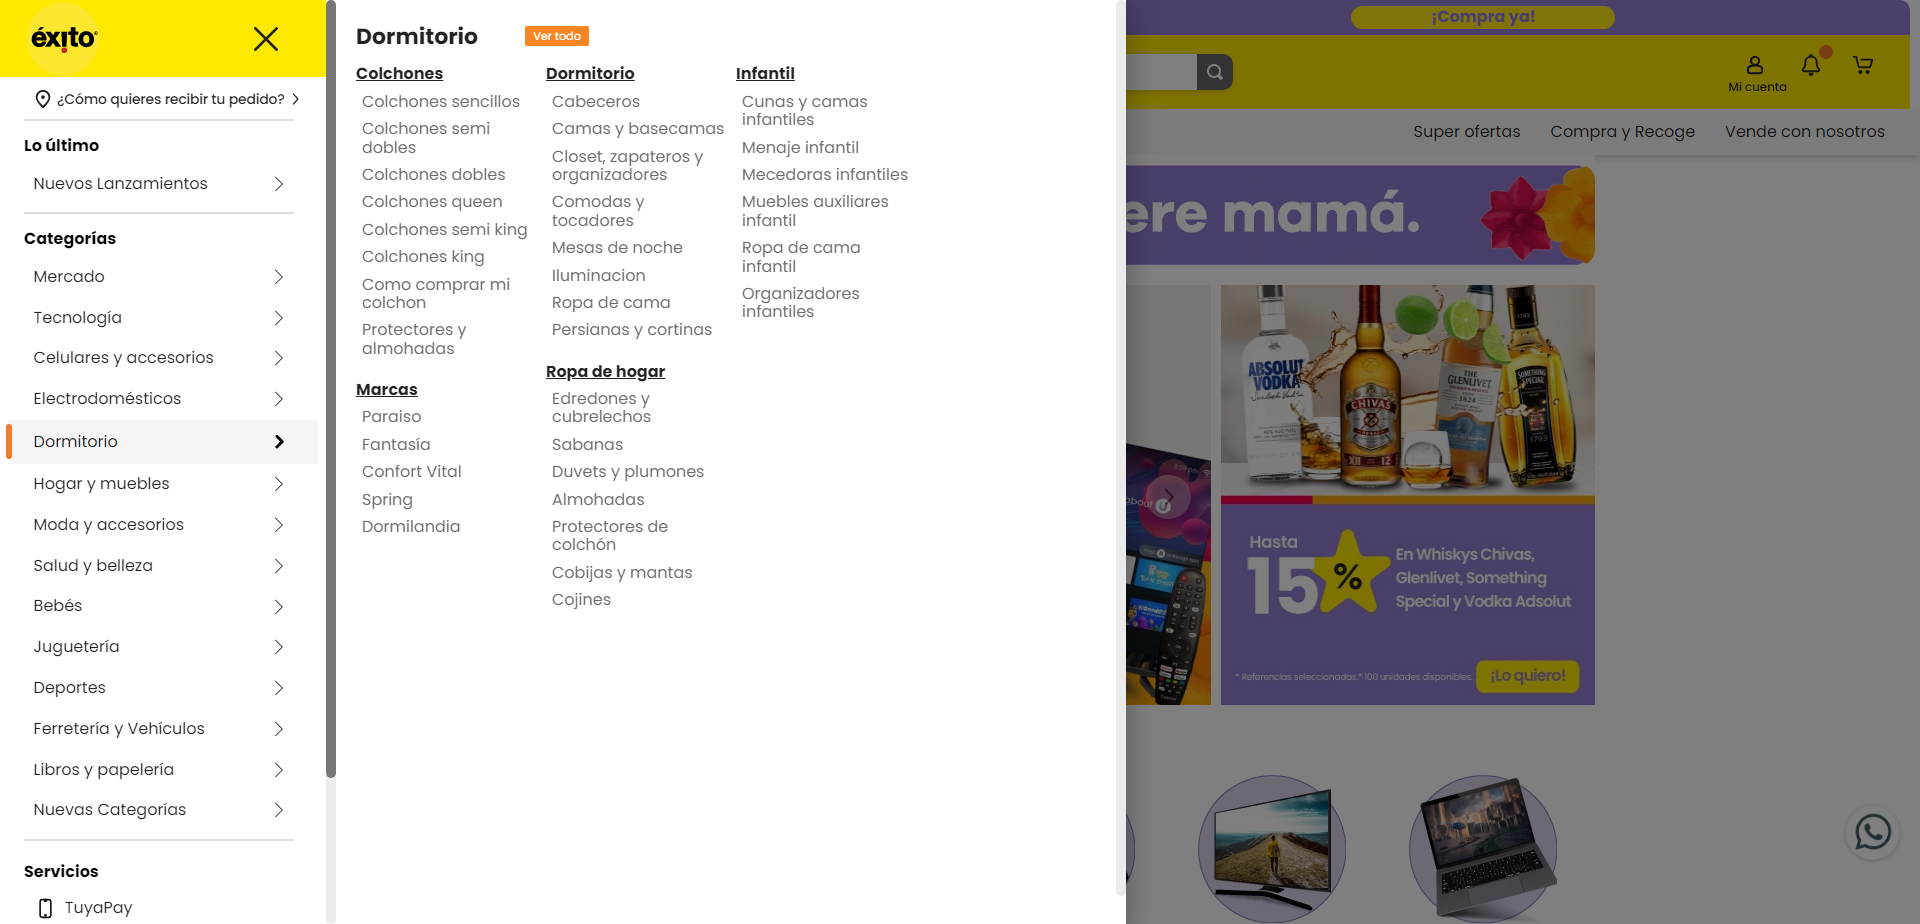 éxito
¿Cómo quieres recibir tu pedido?
Lo último
Nuevos Lanzamientos
Categorías
Mercado
Tecnología
Celulares y accesorios
Electrodomésticos
Dormitorio
Hogar y muebles
Moda y accesorios
Salud y belleza
Bebés
Juguetería
Deportes
Ferretería y Vehículos
Libros y papelería
Nuevas Categorías
Servicios
TuyaPay
Dormitorio
Ver todo
Colchones
Colchones sencillos
Colchones semi
dobles
Colchones dobles
Colchones queen
Colchones semi king
Colchones king
Como comprar mi
colchon
Protectores y
almohadas
Marcas
Paraiso
Fantasía
Confort Vital
Spring
Dormilandia
Dormitorio
Cabeceros
Camas y basecamas
Closet, zapateros y
organizadores
Comodas y
tocadores
Mesas de noche
Iluminacion
Ropa de cama
Persianas y cortinas
Ropa de hogar
Edredones y
cubrelechos
Sabanas
Duvets y plumones
Almohadas
Protectores de
colchón
Cobijas y mantas
Cojines
Infantil
Cunas y camas
infantiles
Menaje infantil
Mecedoras infantiles
Muebles auxiliares
infantil
Ropa de cama
infantil
Organizadores
infantiles
¡Compra ya!
Mi cuenta
Super ofertas
Compra y Recoge
Vende con nosotros
ere mamá.
ABSOLUT
VODKA
CHIVAS
XII 12
THE
GLENLIVET
1824
1793
SOMETHING
SPECIAL
1793
Hasta
15%
En Whiskys Chivas,
Glenlivet, Something
Special y Vodka Adsolut
* Referencias seleccionadas.* 100 unidades disponibles.
¡Lo quiero!